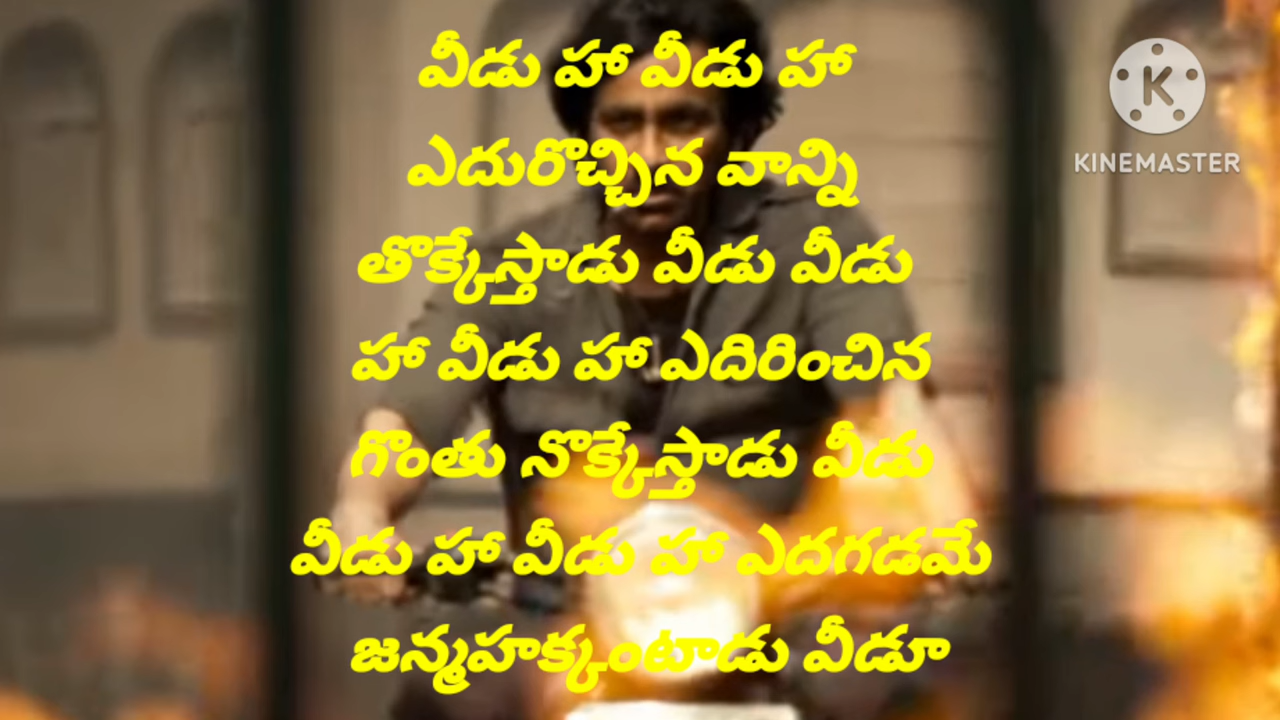 వీడు హా వీడు హా
ఎదురొచ్చిన వాన్ని
తొక్కేస్తాడు వీడు వీడు
హా వీడు హా ఎదిరించిన
గొంతు నొక్కేస్తాడు వీడు
వీడు హా వీడు హా ఎదగడమే
జన్మహక్కంటాడు వీడూ
K
KINEMASTER